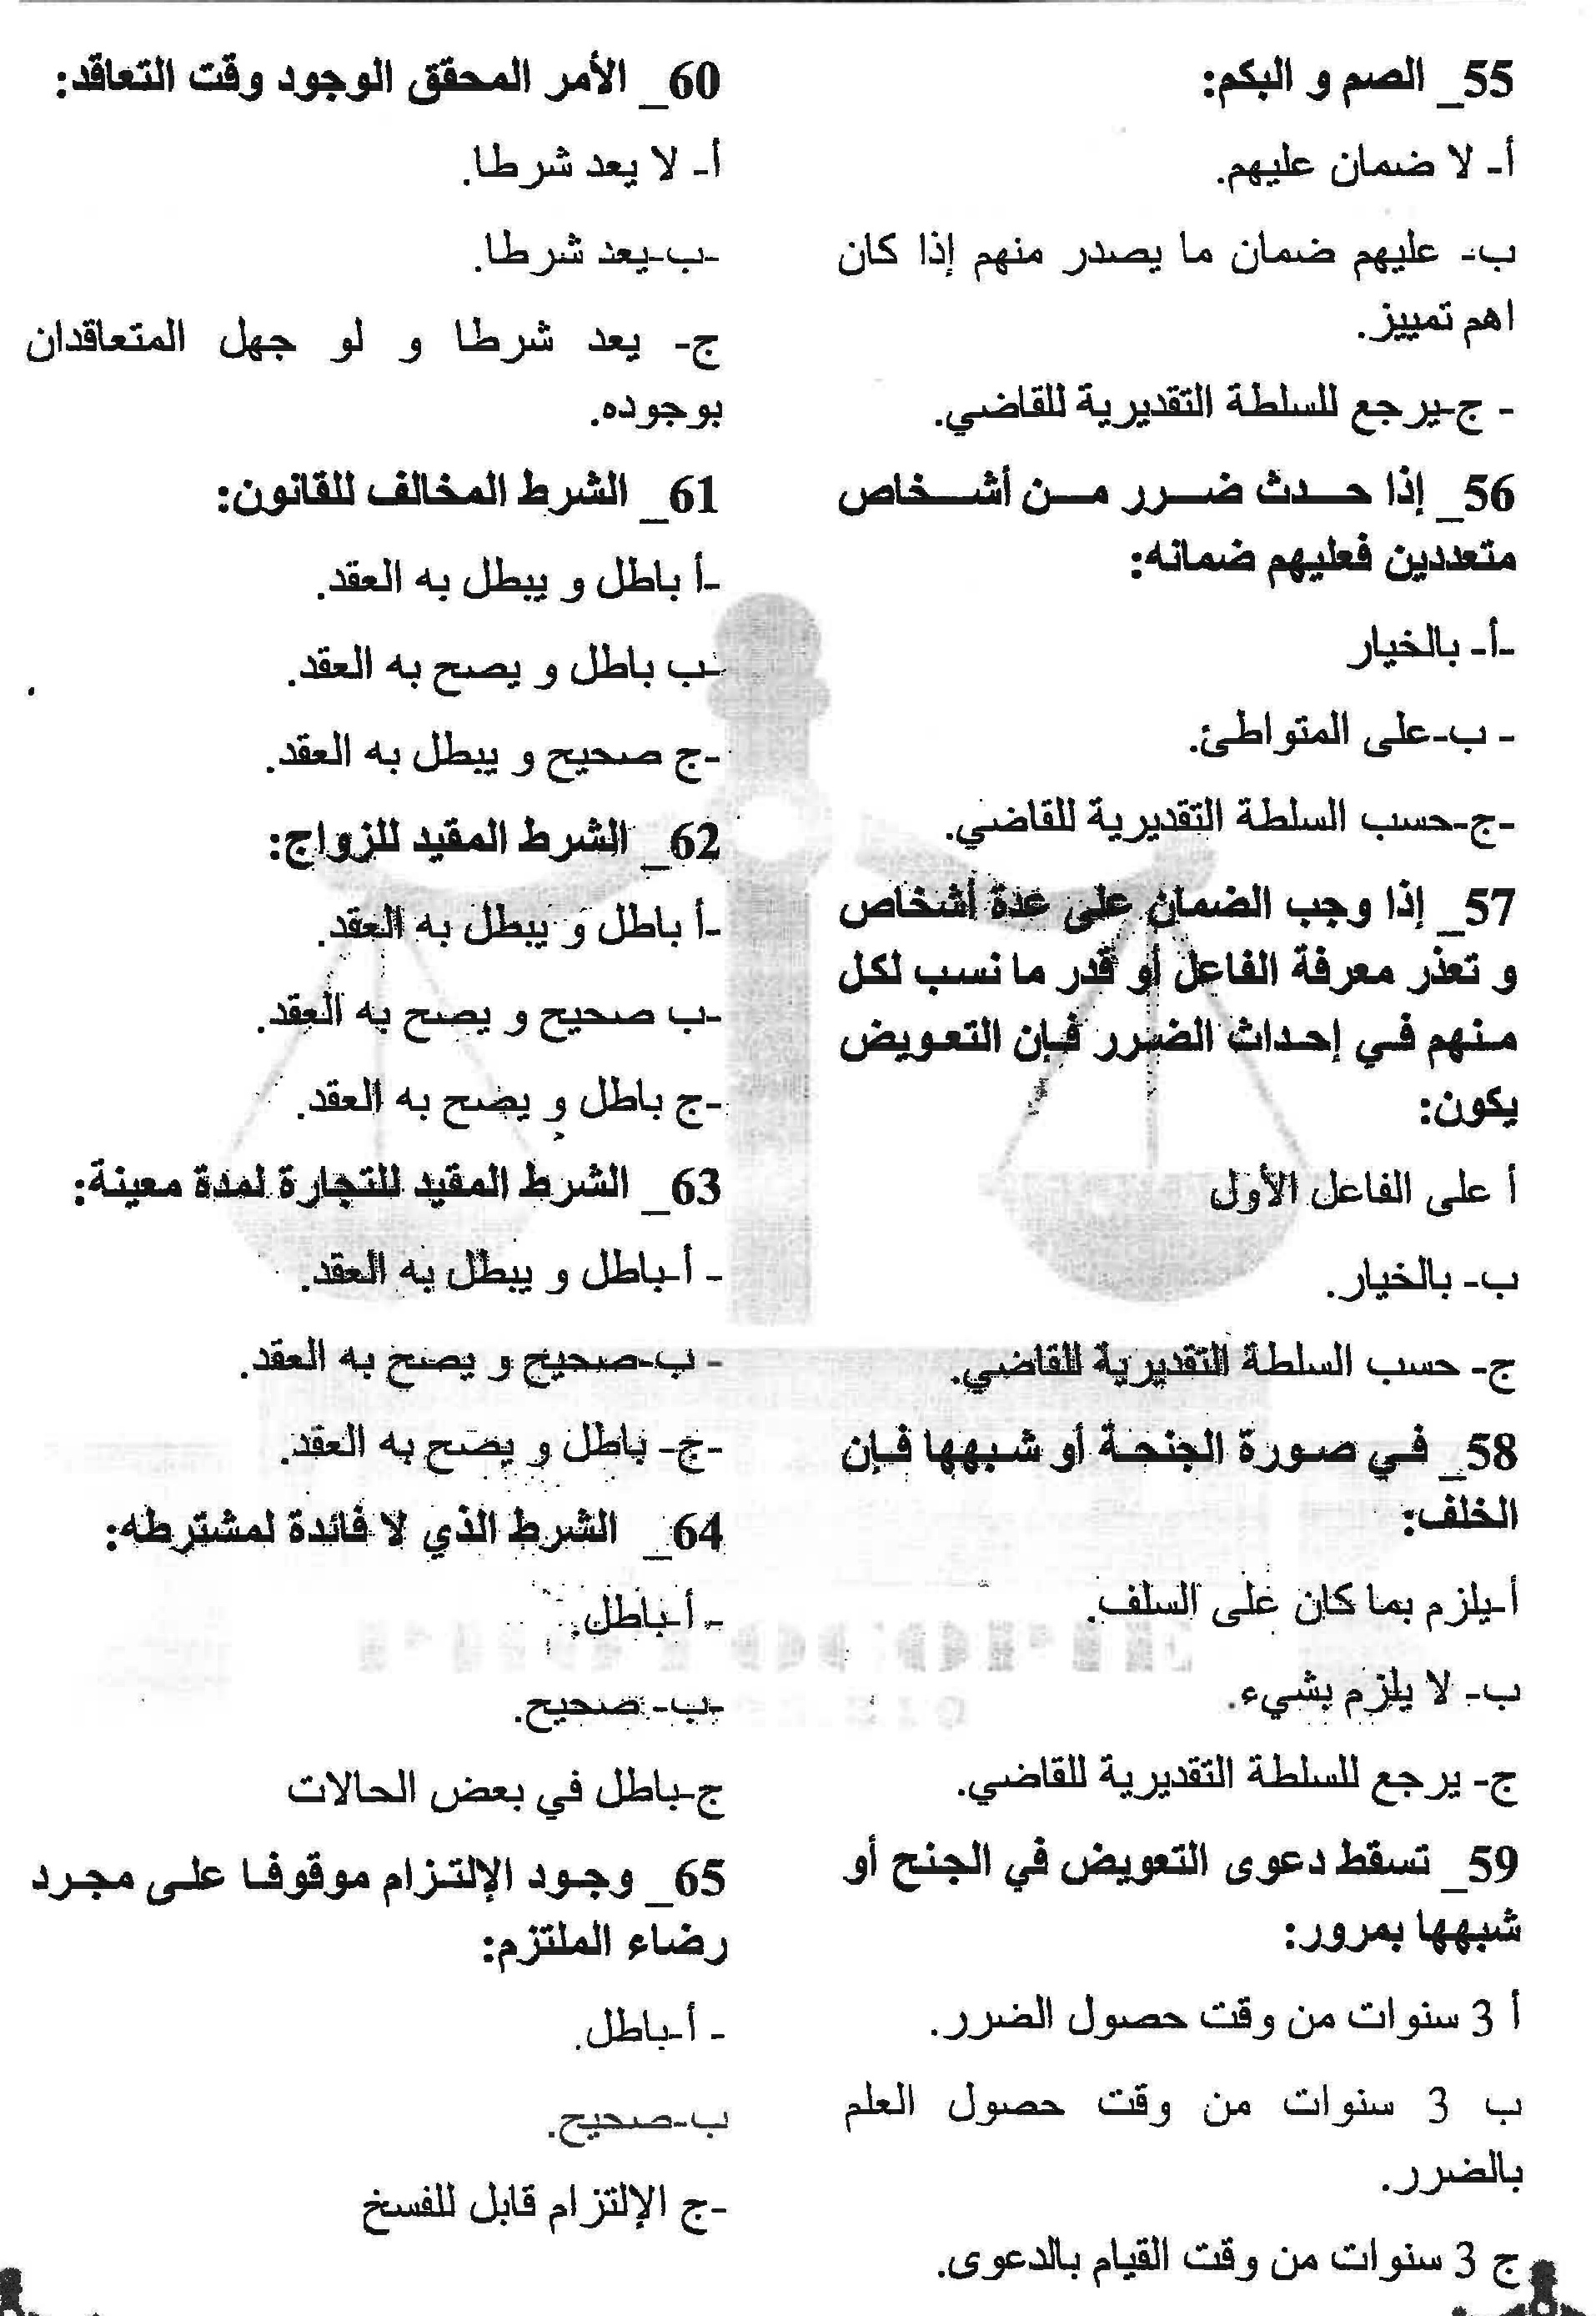 55_ الصم و البكم:
أ- لا ضمان عليهم.
ب- عليهم ضمان ما يصدر منهم إذا كان
اهم تمييز.
- ج-يرجع للسلطة التقديرية للقاضي.
56_ إذا حدث ضرر من أشخاص
متعددين فعليهم ضمانه:
-أ- بالخيار
- ب-على المتواطئ.
-ج-حسب السلطة التقديرية للقاضي.
57_ إذا وجب الضمان على عدة أشخاص
و تعذر معرفة الفاعل أو قدر ما نسب لكل
منهم في إحداث الضرر فإن التعويض
يكون:
أ على الفاعل الأول
ب- بالخيار.
ج- حسب السلطة التقديرية للقاضي.
58_ في صورة الجنحة أو شبهها فإن
الخلف:
أ-يلزم بما كان على السلف.
ب- لا يلزم بشيء.
ج- يرجع للسلطة التقديرية للقاضي.
59_ تسقط دعوى التعويض في الجنح أو
شبهها بمرور:
أ 3 سنوات من وقت حصول الضرر.
ب 3 سنوات من وقت حصول العلم
بالضرر.
ج 3 سنوات من وقت القيام بالدعوى.
60_ الأمر المحقق الوجود وقت التعاقد:
أ- لا يعد شرطا.
-ب-يعد شرطا.
ج- يعد شرطا و لو جهل المتعاقدان
بوجوده.
61_ الشرط المخالف للقانون:
-أ باطل و يبطل به العقد.
-ب باطل و يصح به العقد.
-ج صحيح و يبطل به العقد.
62_ الشرط المقيد للزواج:
-أ باطل و يبطل به العقد.
-ب صحيح و يصح به العقد.
-ج باطل و يصح به العقد.
63_ الشرط المقيد للتجارة لمدة معينة:
- أ-باطل و يبطل به العقد.
- ب-صحيح و يصح به العقد.
-ج- باطل و يصح به العقد.
64_ الشرط الذي لا فائدة لمشترطه:
- أ-باطل.
-ب- صحيح.
ج-باطل في بعض الحالات
65_ وجود الإلتزام موقوفا على مجرد
رضاء الملتزم:
- أ-باطل.
ب-صحيح.
-ج الإلتزام قابل للفسخ